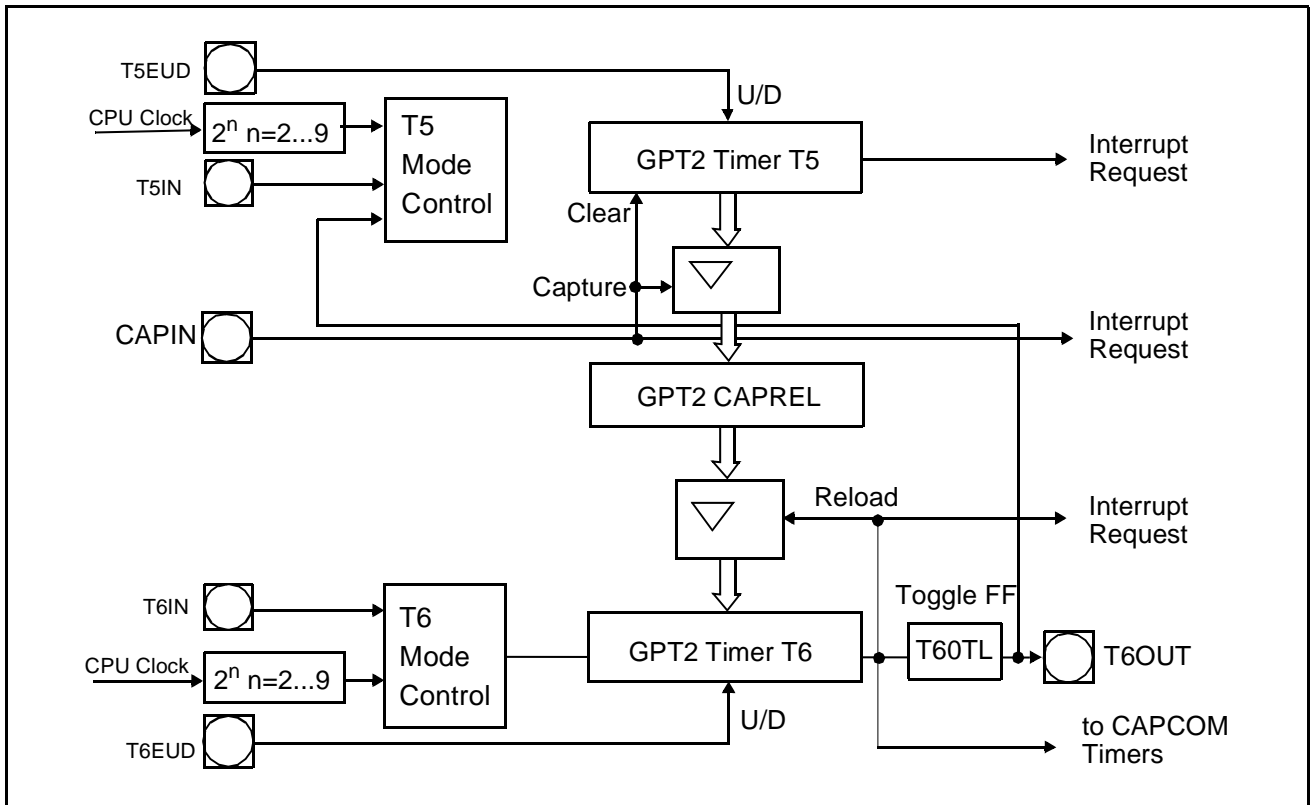 T5EUD
U/D
CPU Clock
2ⁿ n=2...9
T5
Mode
Control
GPT2 Timer T5
Interrupt
Request
T5IN
Clear
Capture
CAPIN
Interrupt
Request
GPT2 CAPREL
Reload
Interrupt
Request
T6IN
T6
Mode
Control
Toggle FF
GPT2 Timer T6
T60TL
T6OUT
CPU Clock
2ⁿ n=2...9
U/D
T6EUD
to CAPCOM
Timers